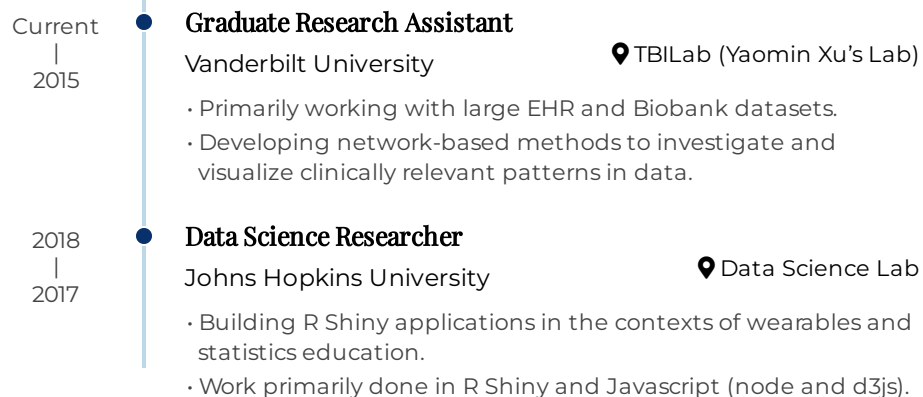 Current
|
2015
Graduate Research Assistant
Vanderbilt University
TBILab (Yaomin Xu’s Lab)
• Primarily working with large EHR and Biobank datasets.
• Developing network-based methods to investigate and
visualize clinically relevant patterns in data.
2018
|
2017
Data Science Researcher
Johns Hopkins University
Data Science Lab
• Building R Shiny applications in the contexts of wearables and
statistics education.
• Work primarily done in R Shiny and Javascript (node and d3js).